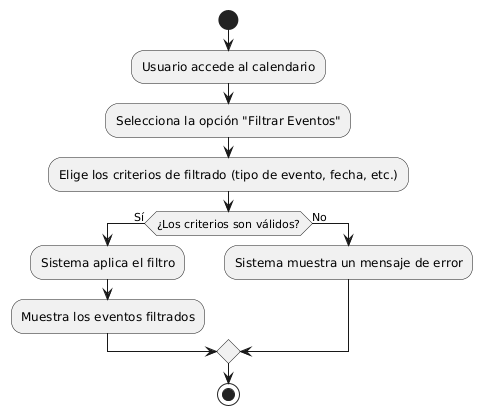 Usuario accede al calendario
Selecciona la opción "Filtrar Eventos"
Elige los criterios de filtrado (tipo de evento, fecha, etc.)
¿Los criterios son válidos?
Sí
No
Sistema aplica el filtro
Sistema muestra un mensaje de error
Muestra los eventos filtrados